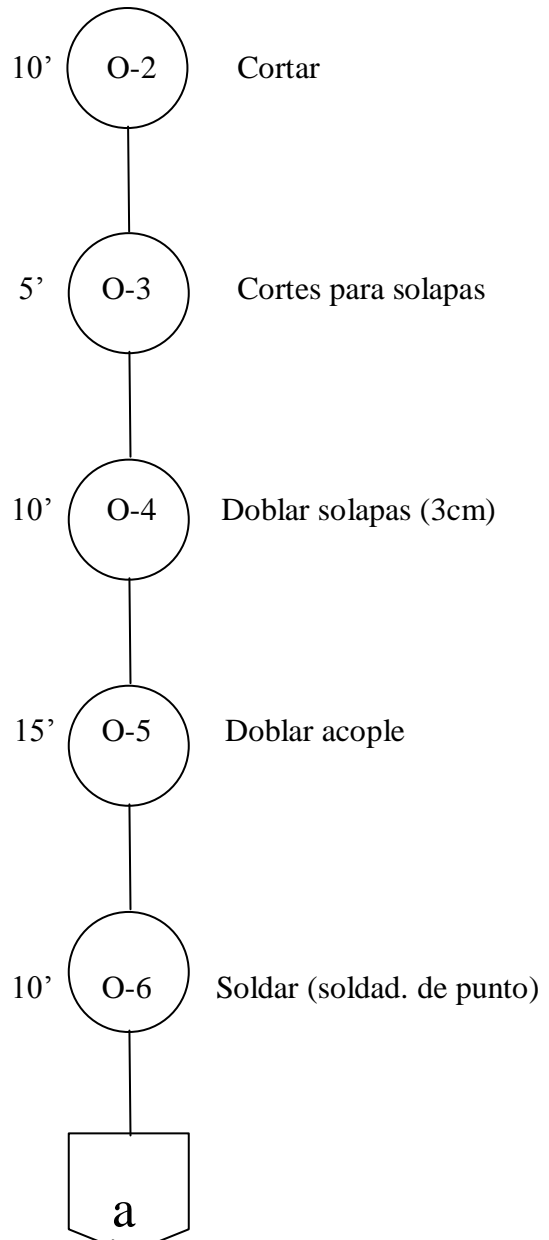 10’ O-2 Cortar
5’ O-3 Cortes para solapas
10’ O-4 Doblar solapas (3cm)
15’ O-5 Doblar acople
10’ O-6 Soldar (soldad. de punto)
a